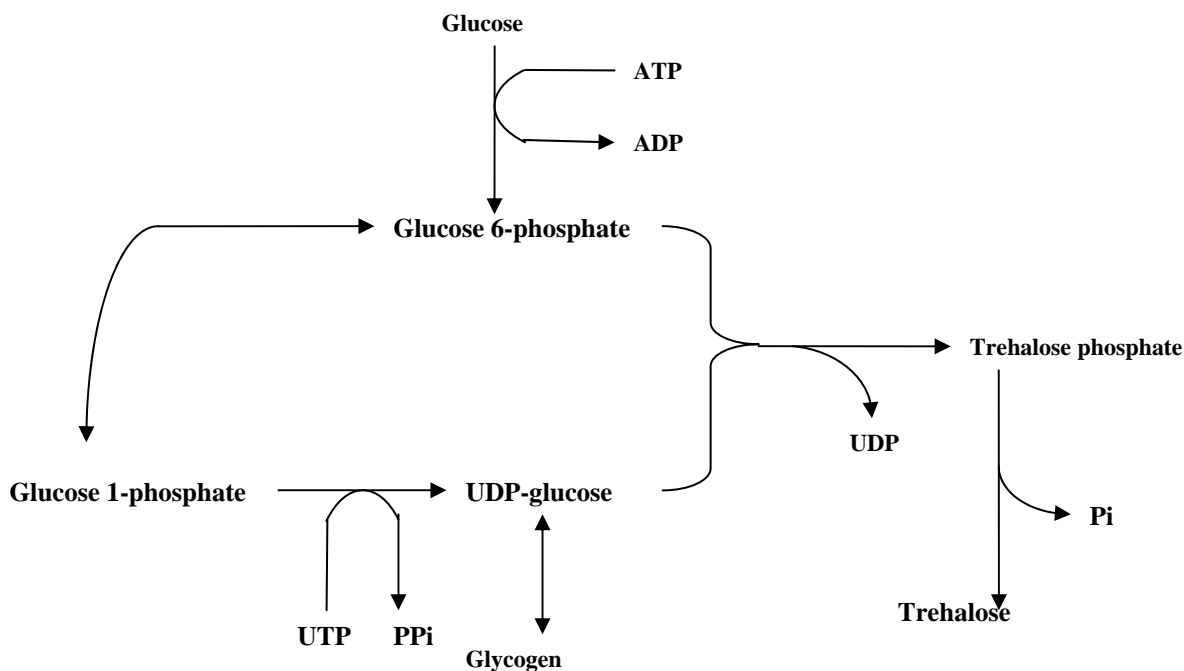 Glucose
ATP
ADP
Glucose 6-phosphate
Trehalose phosphate
UDP
Glucose 1-phosphate
UDP-glucose
Pi
Trehalose
UTP
PPi
Glycogen